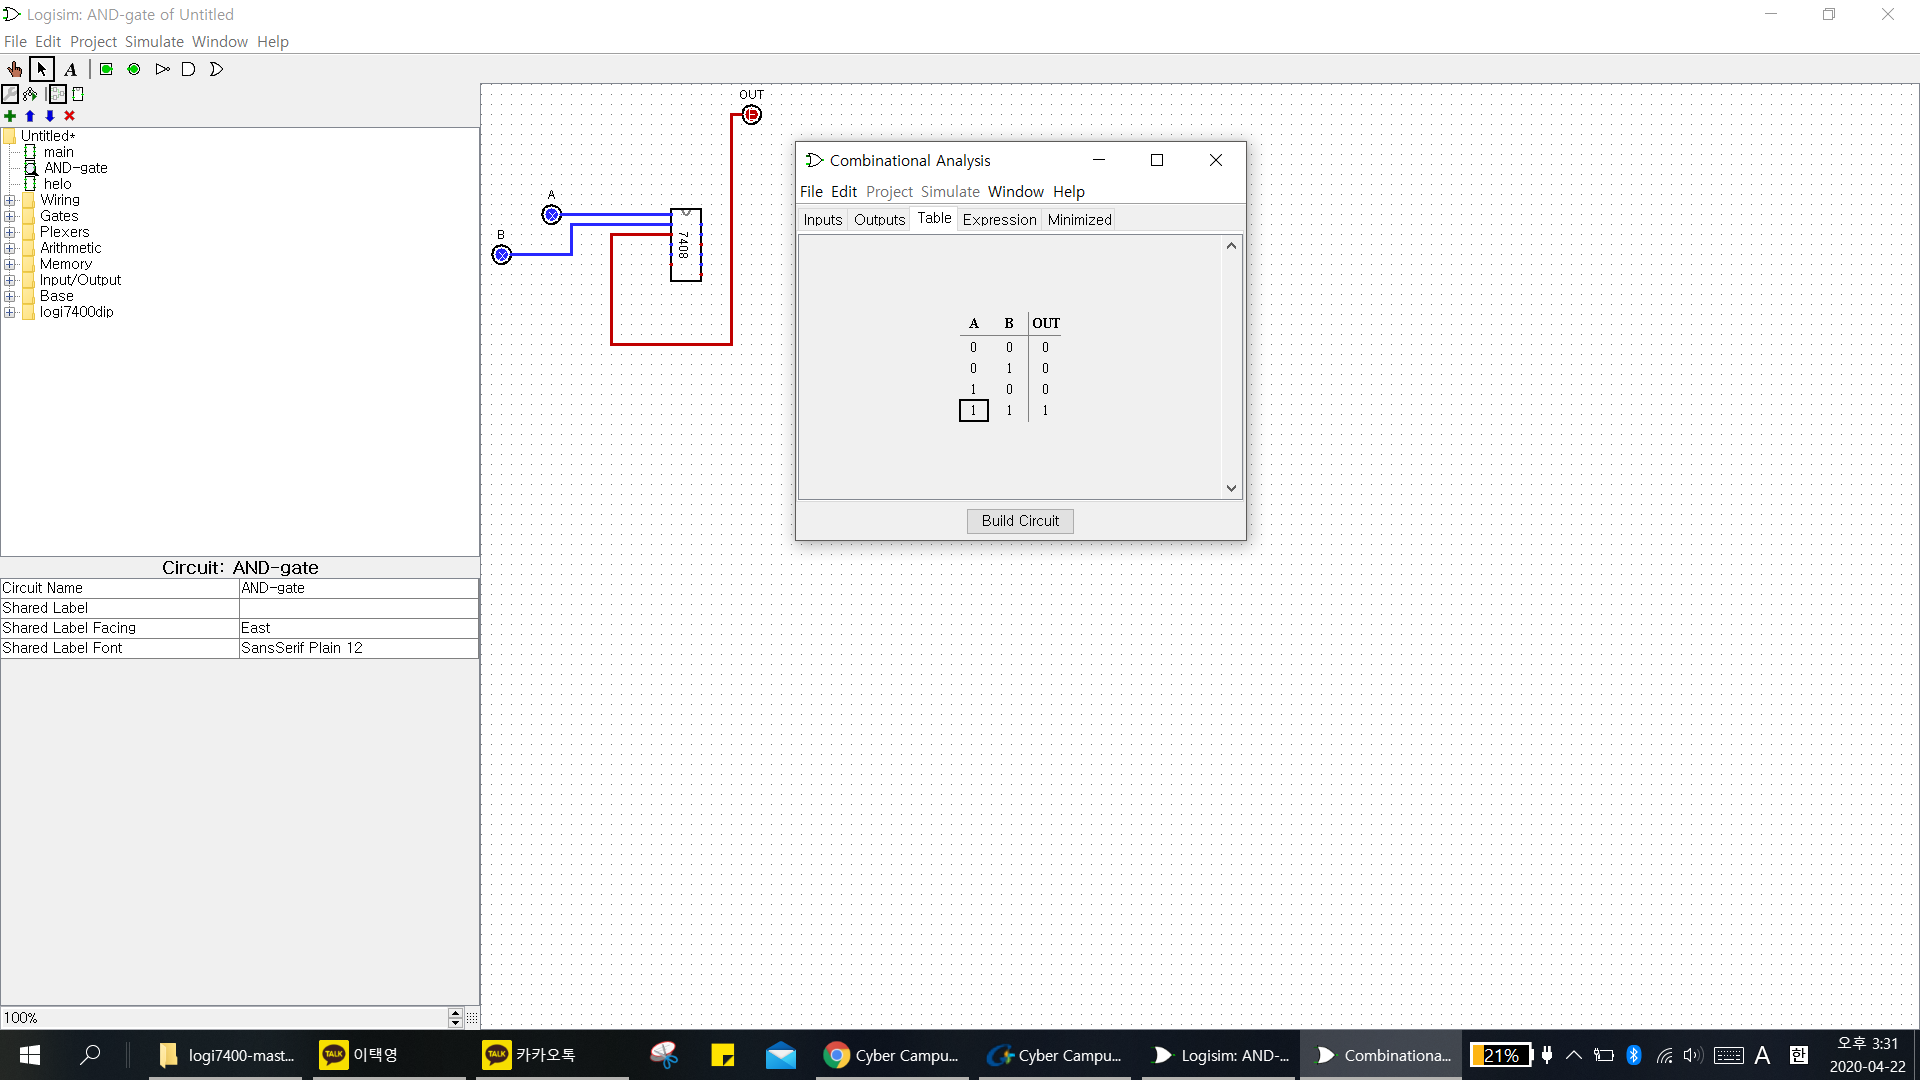 Logisim: AND-gate of Untitled
File Edit Project Simulate Window Help
A
Untitled*
main
AND-gate
helo
Wiring
Gates
Plexers
Arithmetic
Memory
Input/Output
Base
logi7400dip
Circuit: AND-gate
Circuit Name AND-gate
Shared Label
Shared Label Facing East
Shared Label Font SansSerif Plain 12
100%
OUT
A
B
7408
Combinational Analysis
File Edit Project Simulate Window Help
Inputs Outputs Table Expression Minimized
A B OUT
0 0 0
0 1 0
1 0 0
1 1 1
Build Circuit
logi7400-mast...
TALK 이택영
TALK 카카오톡
Cyber Campu...
Cyber Campu...
Logisim: AND-...
Combinationa...
21%
A
한
오후 3:31
2020-04-22